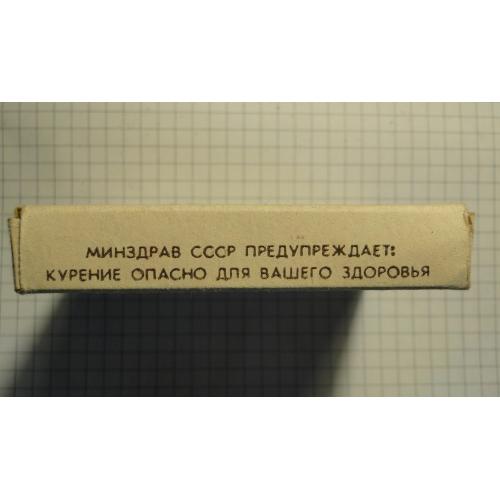 МИНЗДРАВ СССР ПРЕДУПРЕЖДАЕТ:
КУРЕНИЕ ОПАСНО ДЛЯ ВАШЕГО ЗДОРОВЬЯ